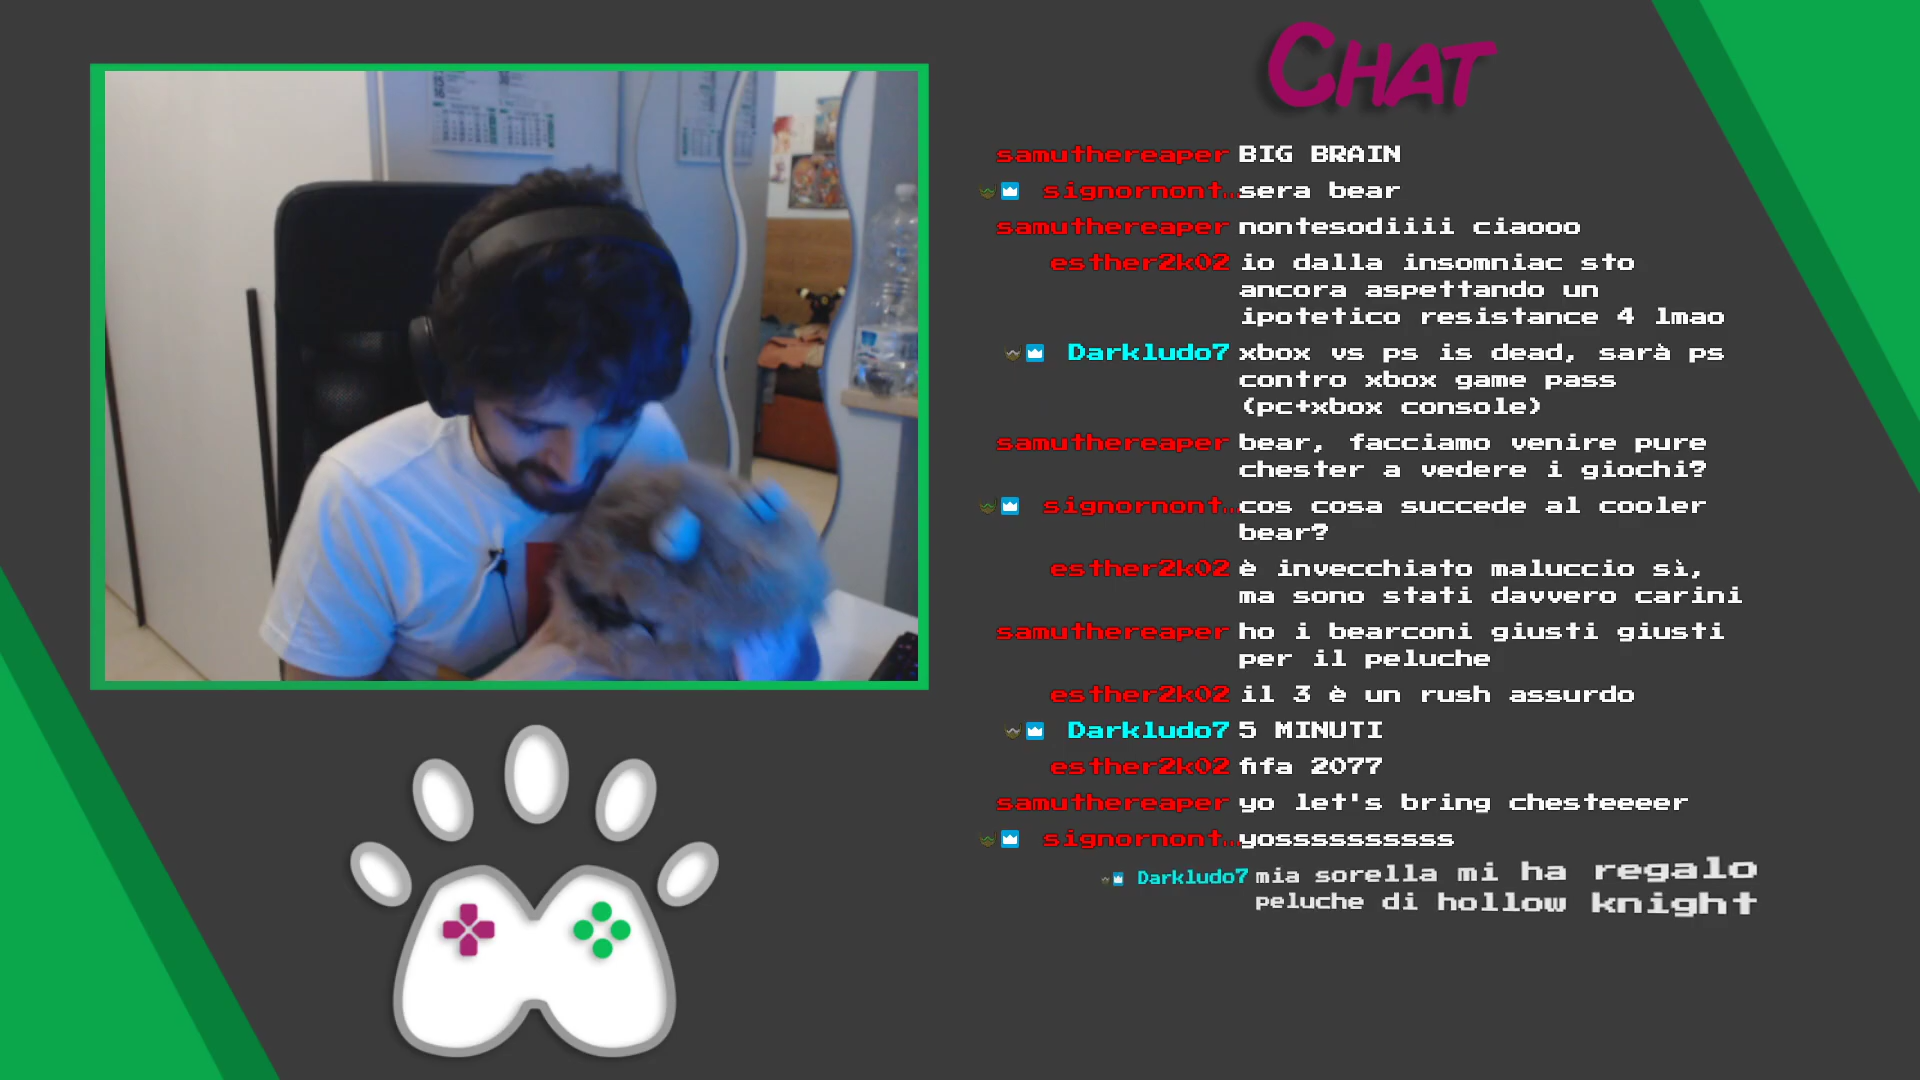 Chat
samuthereaper BIG BRAIN
signornont.. sera bear
samuthereaper nontesodiiii ciaooo
esther2k02 io dalla insomniac sto
ancora aspettando un
ipotetico resistance 4 lmao
Darkludo7 xbox vs ps is dead, sarà ps
contro xbox game pass
(pc+xbox console)
samuthereaper bear, facciamo venire pure
chester a vedere i giochi?
signornont.. cos cosa succede al cooler
bear?
esther2k02 è invecchiato maluccio sì,
ma sono stati davvero carini
samuthereaper ho i bearconi giusti giusti
per il peluche
esther2k02 il 3 è un rush assurdo
Darkludo7 5 MINUTI
esther2k02 fifa 2077
samuthereaper yo let's bring chesteeeer
signornont.. yossssssssss
Darkludo7 mia sorella mi ha regalo
peluche di hollow knight